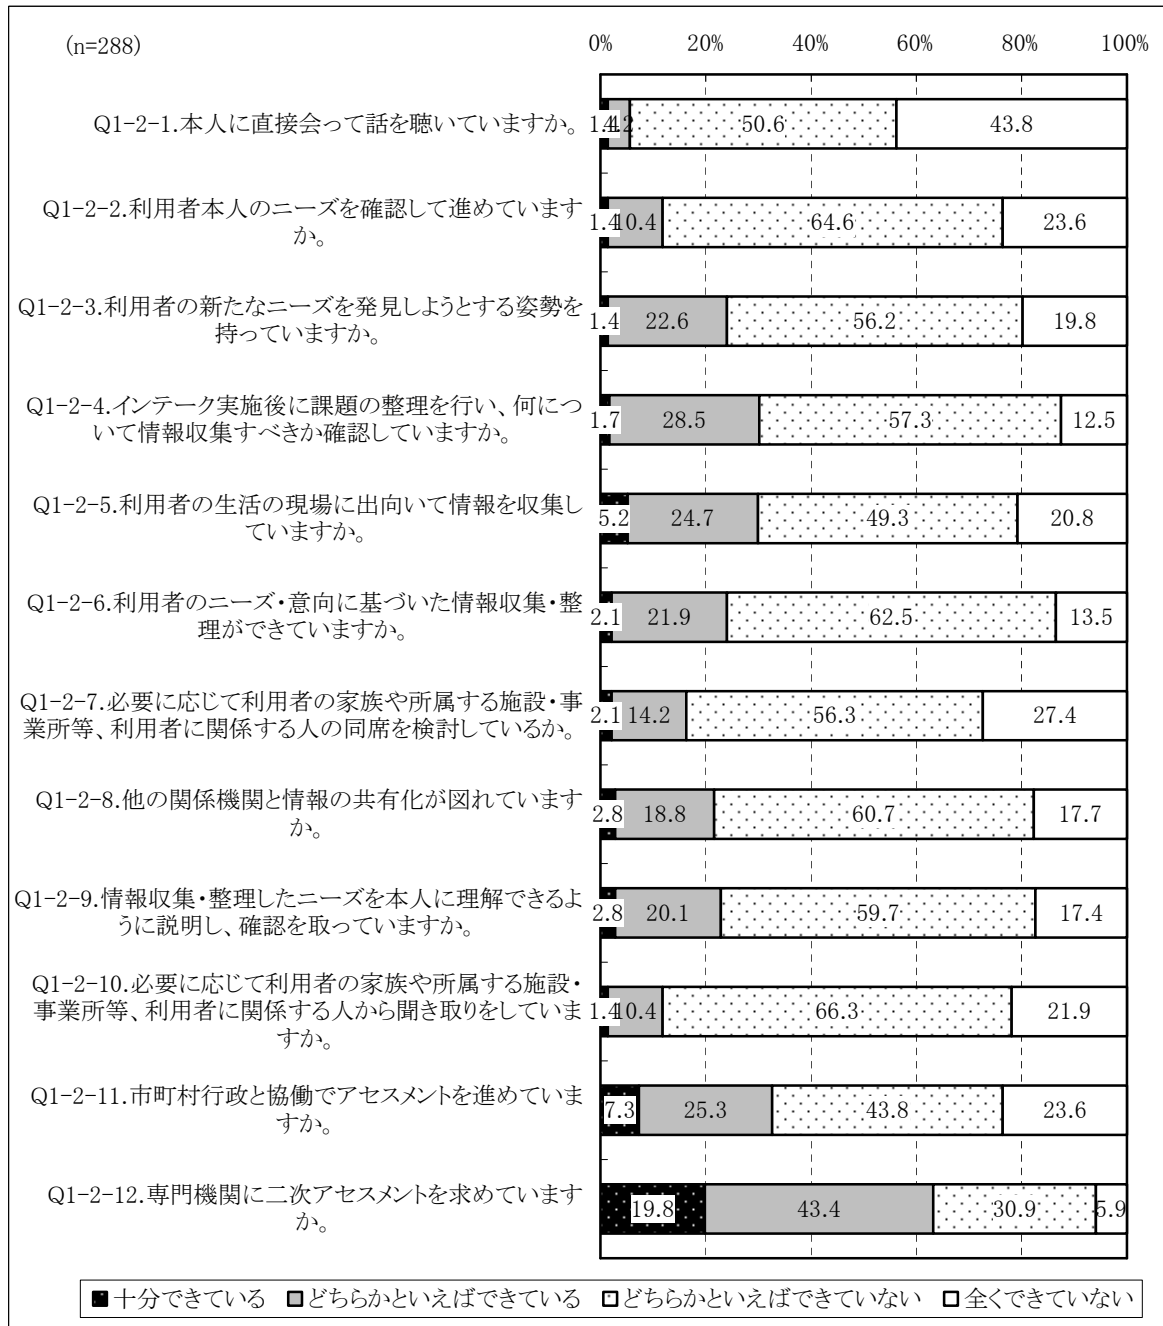 (n=288)
0% 20% 40% 60% 80% 100%
Q1-2-1.本人に直接会って話を聴いていますか。
1.4 4.2 50.6 43.8
Q1-2-2.利用者本人のニーズを確認して進めています
か。
1.4 10.4 64.6 23.6
Q1-2-3.利用者の新たなニーズを発見しようとする姿勢を
持っていますか。
1.4 22.6 56.2 19.8
Q1-2-4.インテーク実施後に課題の整理を行い、何につ
いて情報収集すべきか確認していますか。
1.7 28.5 57.3 12.5
Q1-2-5.利用者の生活の現場に出向いて情報を収集し
ていますか。
5.2 24.7 49.3 20.8
Q1-2-6.利用者のニーズ・意向に基づいた情報収集・整
理ができていますか。
2.1 21.9 62.5 13.5
Q1-2-7.必要に応じて利用者の家族や所属する施設・事
業所等、利用者に関係する人の同席を検討しているか。
2.1 14.2 56.3 27.4
Q1-2-8.他の関係機関と情報の共有化が図れています
か。
2.8 18.8 60.7 17.7
Q1-2-9.情報収集・整理したニーズを本人に理解できるよ
うに説明し、確認を取っていますか。
2.8 20.1 59.7 17.4
Q1-2-10.必要に応じて利用者の家族や所属する施設・
事業所等、利用者に関係する人から聞き取りをしていま
すか。
1.4 10.4 66.3 21.9
Q1-2-11.市町村行政と協働でアセスメントを進めていま
すか。
7.3 25.3 43.8 23.6
Q1-2-12.専門機関に二次アセスメントを求めています
か。
19.8 43.4 30.9 5.9
十分できている どちらかといえばできている どちらかといえばできていない 全くできていない